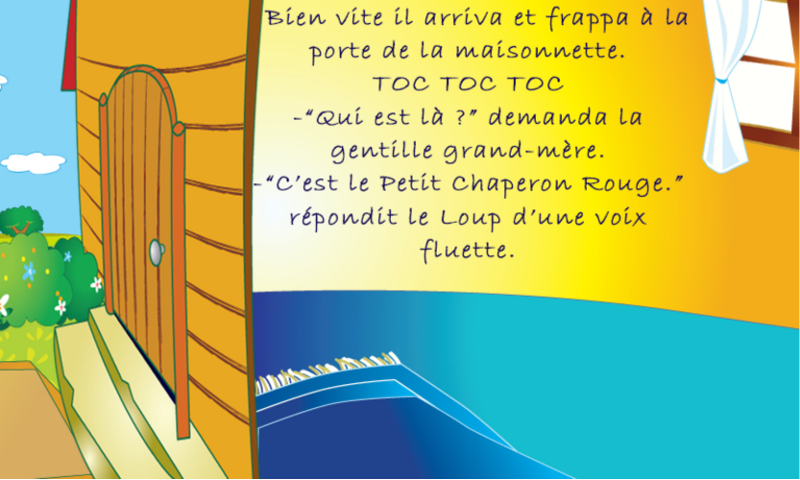 Bien vite il arriva et frappa à la
porte de la maisonnette.
TOC TOC TOC
-“Qui est là ?” demanda la
gentille grand-mère.
-“C’est le Petit Chaperon Rouge.”
répondit le Loup d’une voix
fluette.